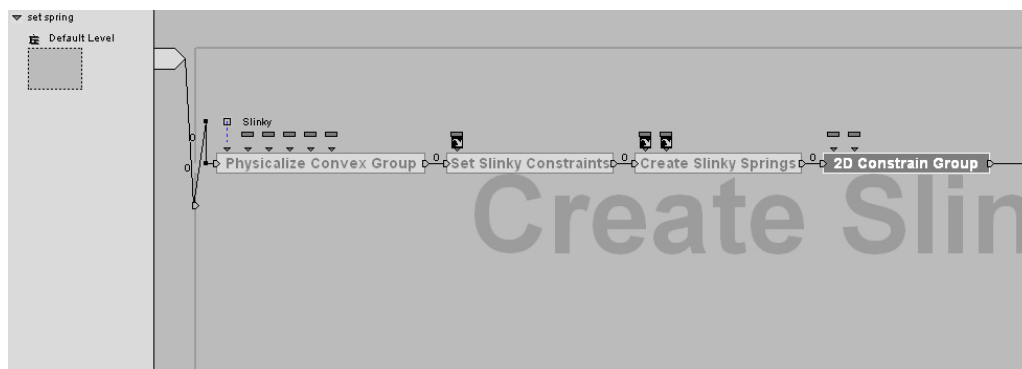 set spring
Default Level
Slinky
0
0
Physicalize Convex Group
0
Set Slinky Constraints
0
Create Slinky Springs
0
2D Constrain Group
Create Slin